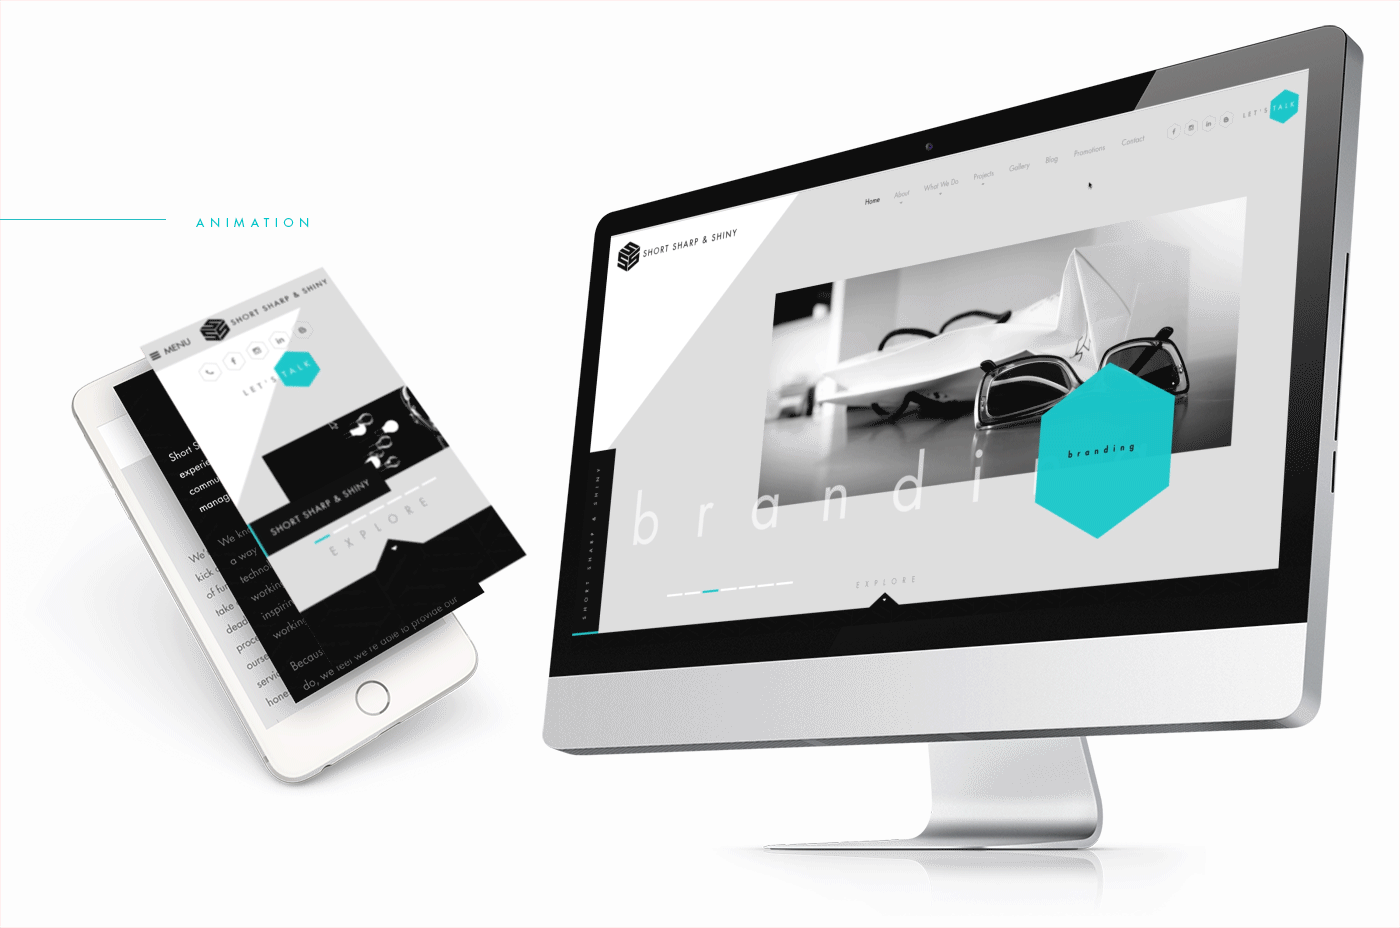 ANIMATION
SHORT SHARP & SHINY
MENU
LET'S TALK
SHORT SHARP & SHINY
EXPLORE
Short
experie
commu
manag
We kn
a way
techno
workin
inspirin
workin
Becaus
do, we feel we're able to provide our
We'
kick
of fu
take
dead
proc
ourse
servi
hone
Home
About
What We Do
Projects
Gallery
Blog
Promotions
Contact
LET'S TALK
SHORT SHARP & SHINY
brandi
branding
SHORT SHARP & SHINY
EXPLORE